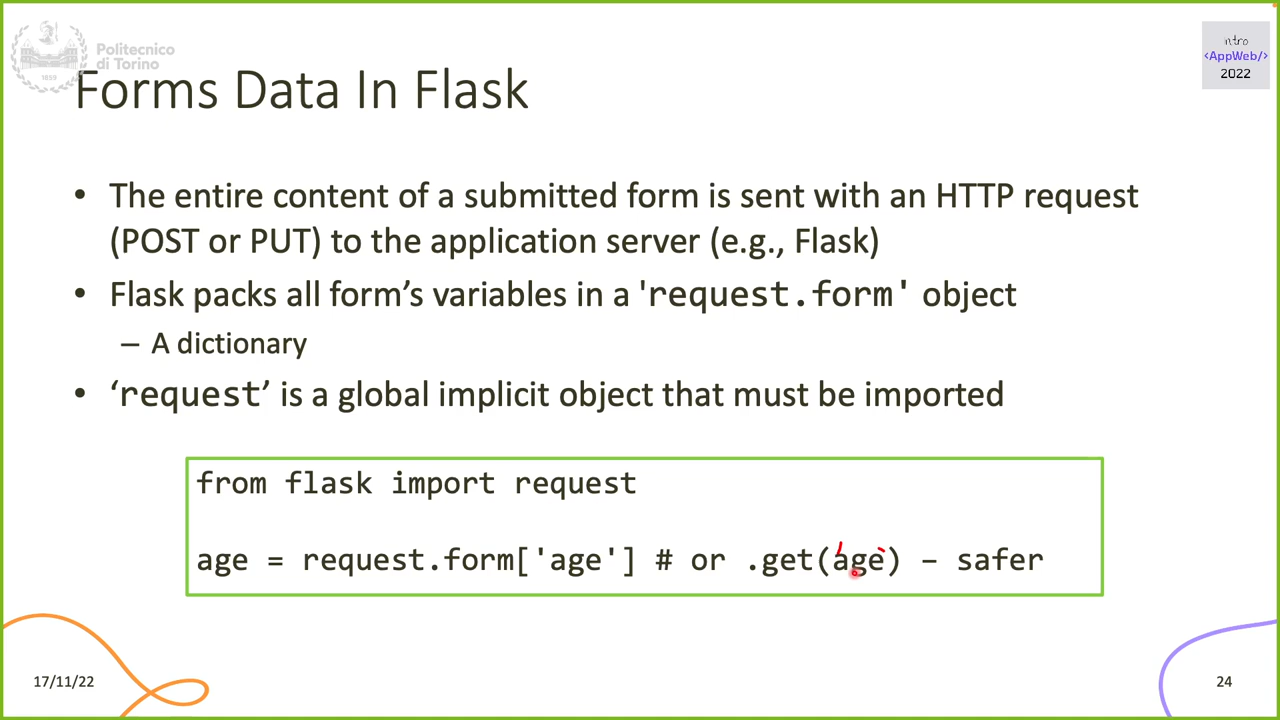 Politecnico
di Torino
1859
intro
<AppWeb/>
2022
Forms Data In Flask
• The entire content of a submitted form is sent with an HTTP request
(POST or PUT) to the application server (e.g., Flask)
• Flask packs all form’s variables in a 'request.form' object
– A dictionary
• ‘request’ is a global implicit object that must be imported
from flask import request
age = request.form['age'] # or .get('age') – safer
17/11/22
24